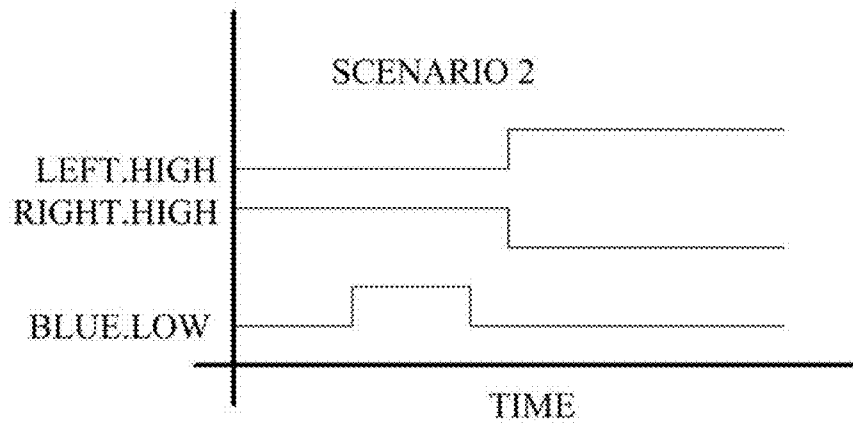 SCENARIO 2
LEFT.HIGH
RIGHT.HIGH
BLUE.LOW
TIME